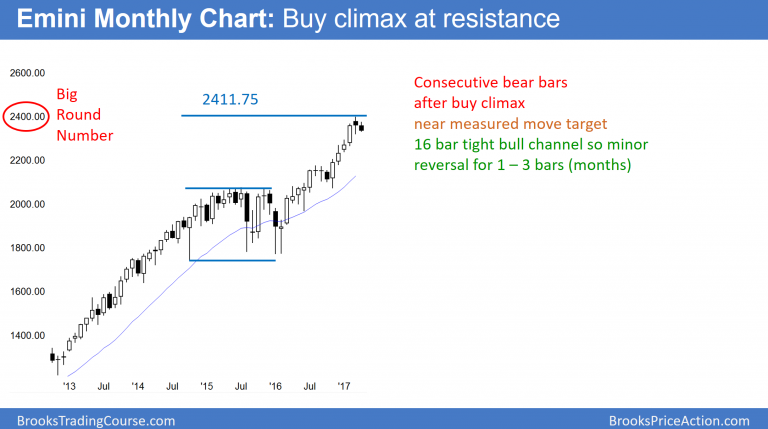 Emini Monthly Chart: Buy climax at resistance
2600.00
2400.00
2200.00
2000.00
1800.00
1600.00
1400.00
Big
Round
Number
2411.75
Consecutive bear bars
after buy climax
near measured move target
16 bar tight bull channel so minor
reversal for 1 – 3 bars (months)
'13 Jul '14 Jul '15 Jul '16 Jul '17
BrooksTradingCourse.com
BrooksPriceAction.com